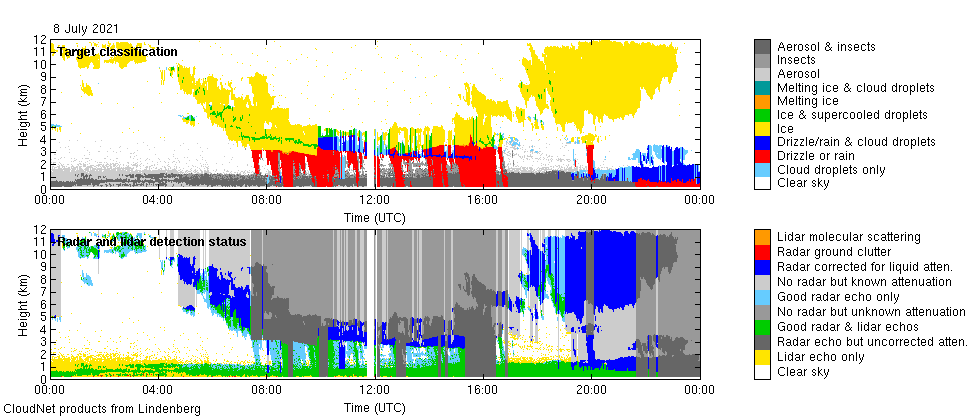 8 July 2021
Target classification
12
11
10
9
8
7
6
5
4
3
2
1
0
Height (km)
00:00 04:00 08:00 12:00 16:00 20:00 00:00
Time (UTC)
Aerosol & insects
Insects
Aerosol
Melting ice & cloud droplets
Melting ice
Ice & supercooled droplets
Ice
Drizzle/rain & cloud droplets
Drizzle or rain
Cloud droplets only
Clear sky
Radar and lidar detection status
12
11
10
9
8
7
6
5
4
3
2
1
0
Height (km)
00:00 04:00 08:00 12:00 16:00 20:00 00:00
Time (UTC)
Lidar molecular scattering
Radar ground clutter
Radar corrected for liquid atten.
No radar but known attenuation
Good radar echo only
No radar but unknown attenuation
Good radar & lidar echos
Radar echo but uncorrected atten.
Lidar echo only
Clear sky
CloudNet products from Lindenberg